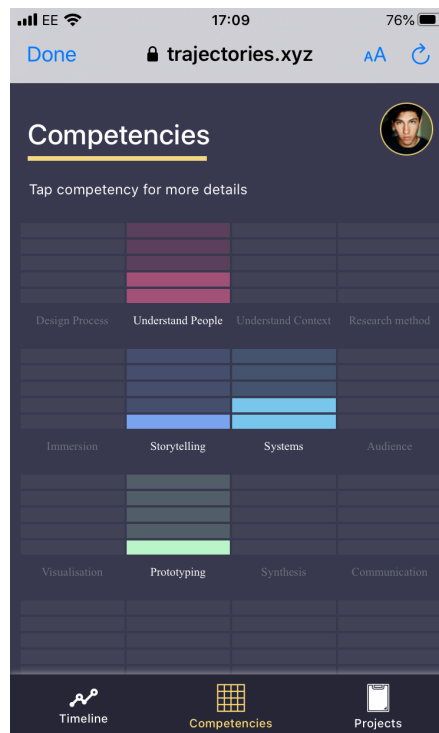 EE 17:09 76%
Done trajectories.xyz AA
Competencies
Tap competency for more details
Design Process Understand People Understand Context Research method
Immersion Storytelling Systems Audience
Visualisation Prototyping Synthesis Communication
Timeline Competencies Projects